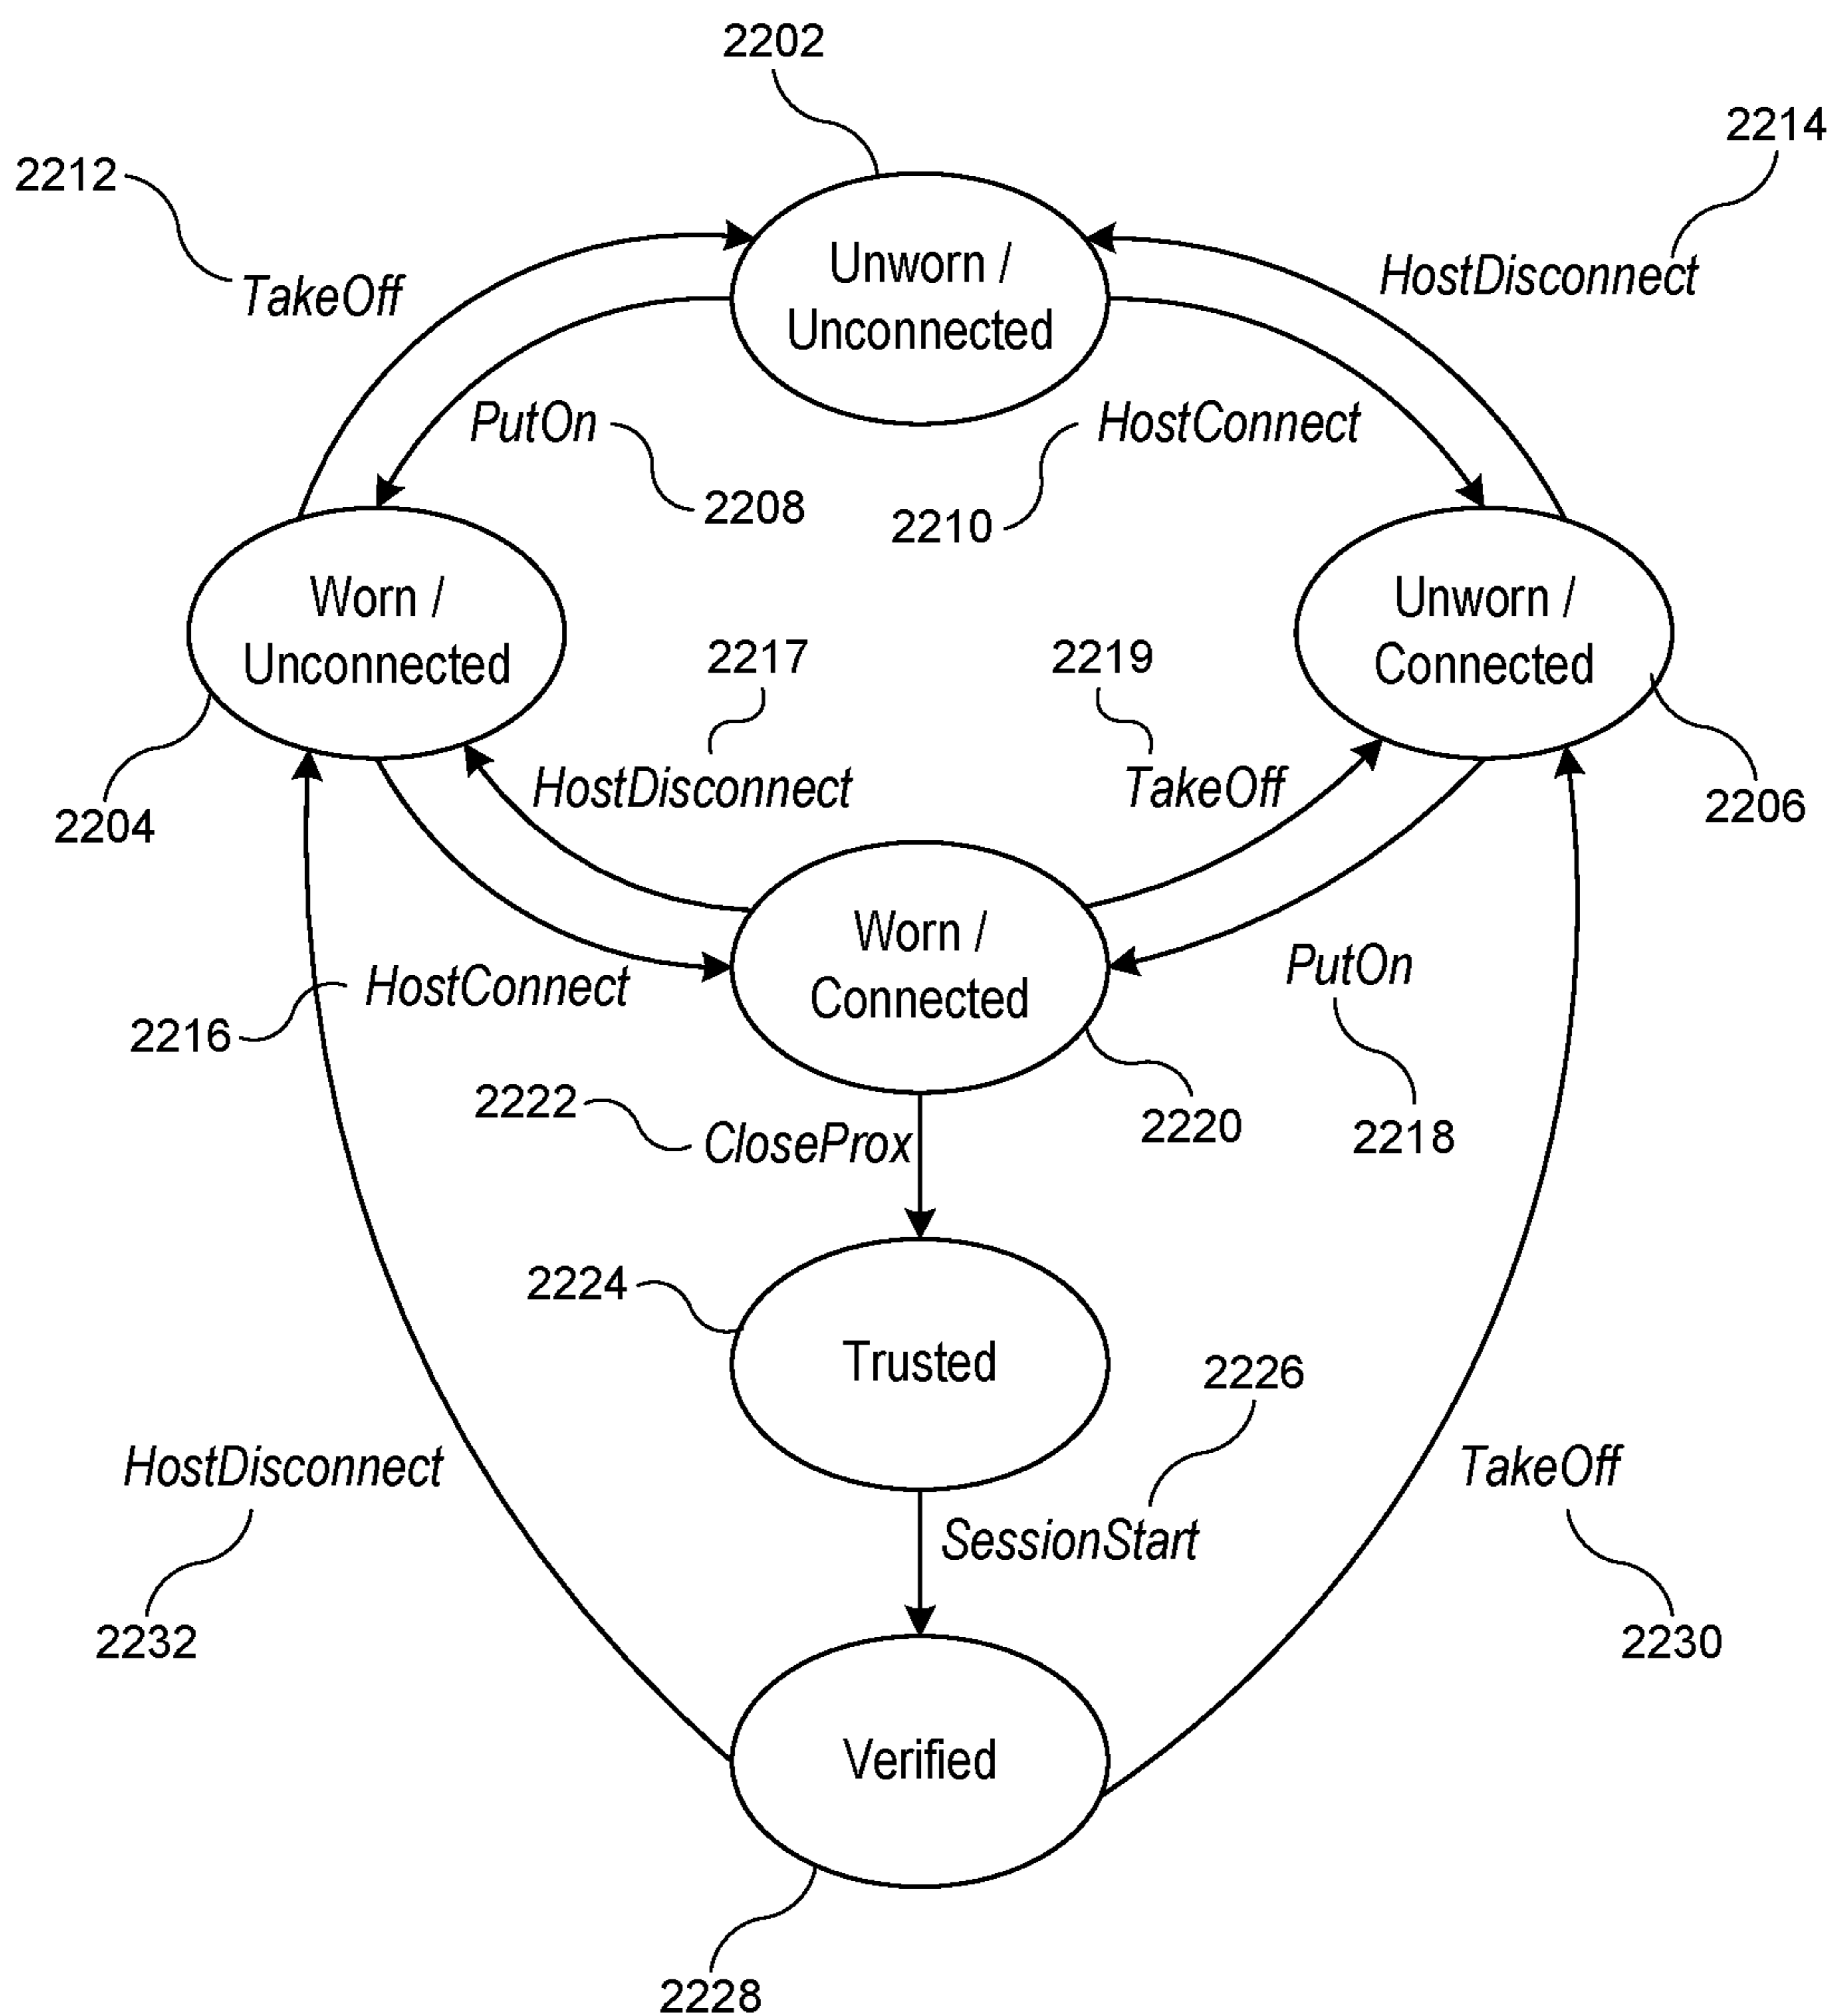 2202
2214
2212
TakeOff
Unworn /
Unconnected
HostDisconnect
PutOn
HostConnect
2208
2210
Worn /
Unconnected
Unworn /
Connected
2217
2219
HostDisconnect
TakeOff
2204
2206
Worn /
Connected
HostConnect
PutOn
2216
2222
CloseProx
2220
2218
2224
Trusted
2226
HostDisconnect
TakeOff
SessionStart
2232
2230
Verified
2228